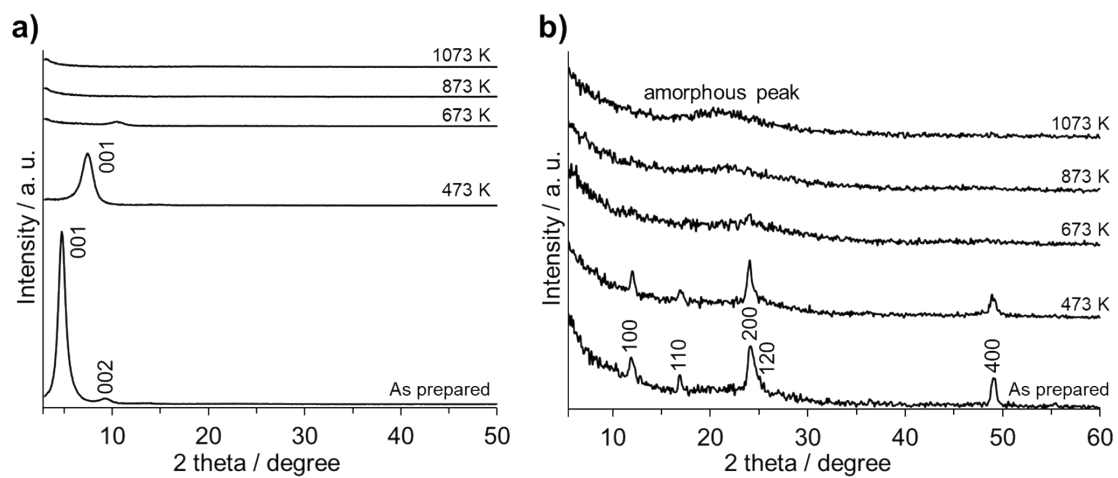 a)
1073 K
873 K
673 K
001
473 K
001
002
As prepared
Intensity / a. u.
10
20
30
40
50
2 theta / degree
b)
amorphous peak
1073 K
873 K
673 K
473 K
100
110
200
120
400
As prepared
Intensity / a. u.
10
20
30
40
50
60
2 theta / degree